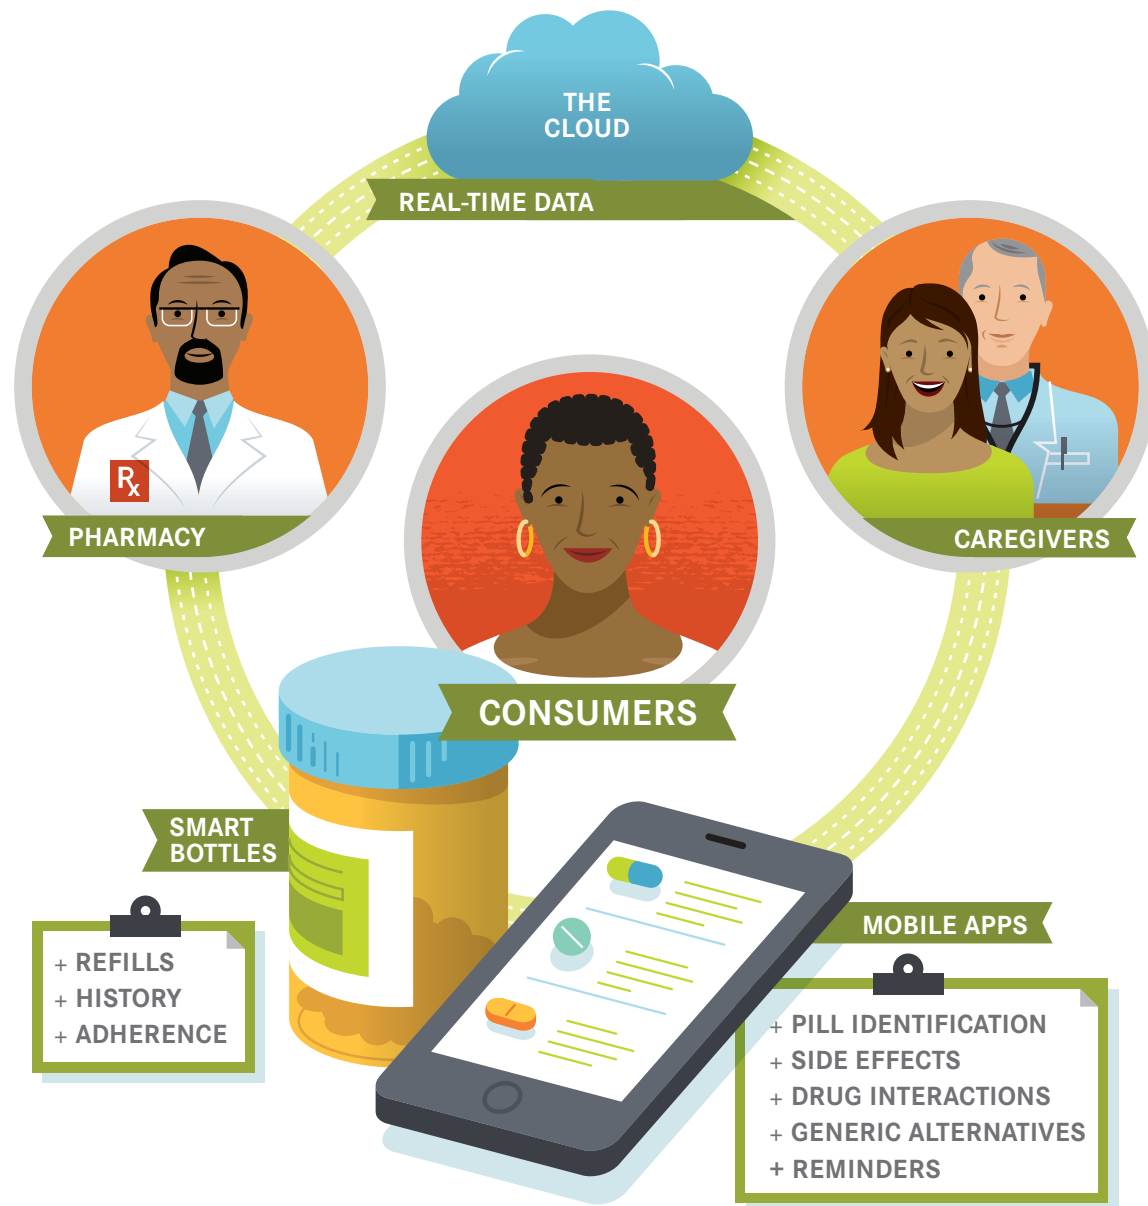 THE
CLOUD
REAL-TIME DATA
Rx
PHARMACY
CAREGIVERS
CONSUMERS
SMART
BOTTLES
+ REFILLS
+ HISTORY
+ ADHERENCE
MOBILE APPS
+ PILL IDENTIFICATION
+ SIDE EFFECTS
+ DRUG INTERACTIONS
+ GENERIC ALTERNATIVES
+ REMINDERS